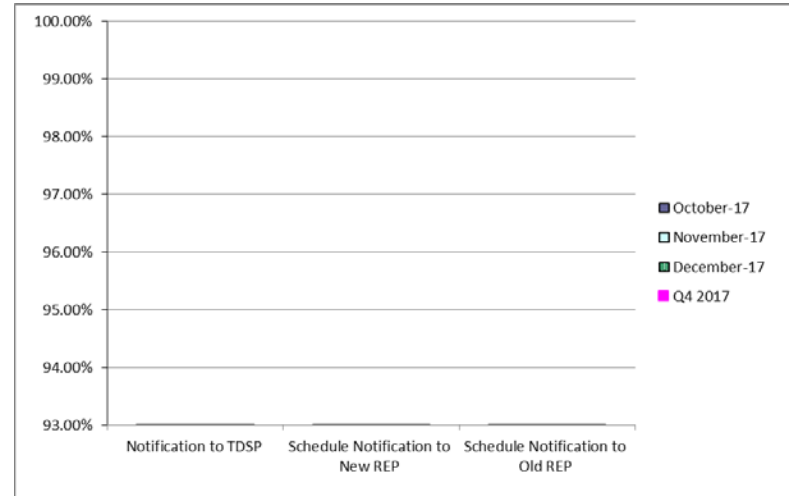 100.00%
99.00%
98.00%
97.00%
96.00%
95.00%
94.00%
93.00%
Notification to TDSP
Schedule Notification to
New REP
Schedule Notification to
Old REP
October-17
November-17
December-17
Q4 2017